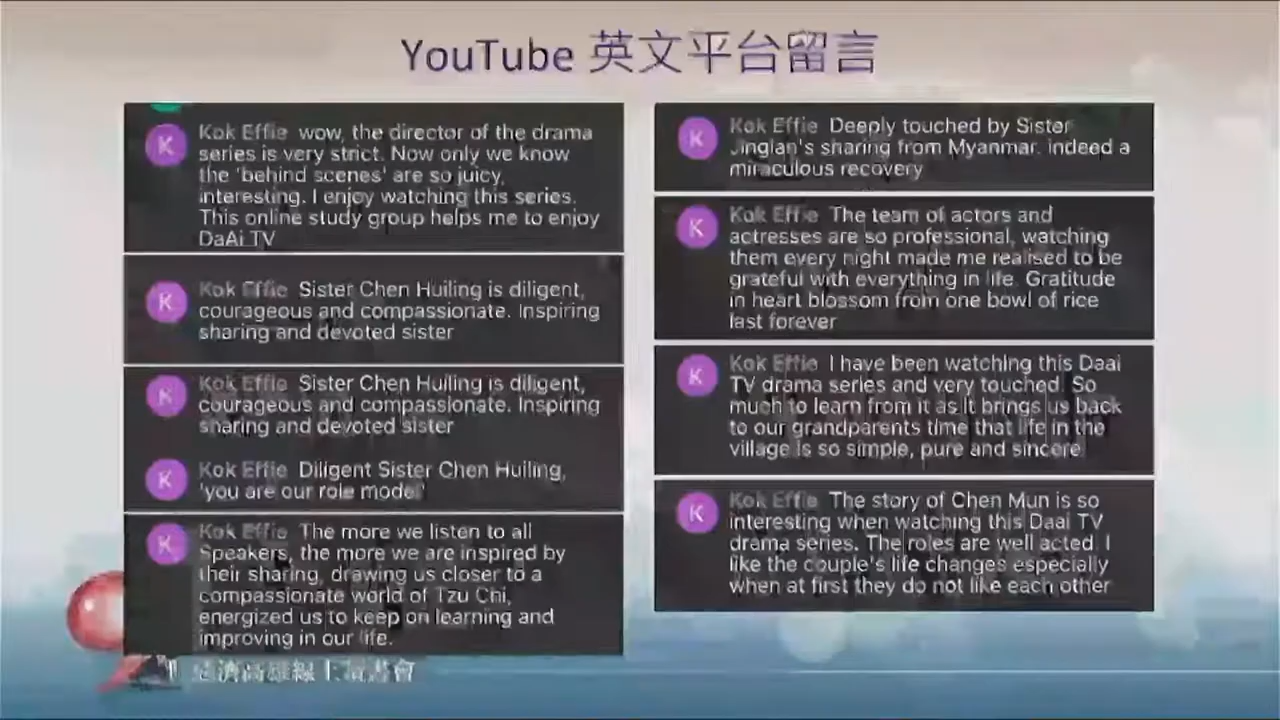 YouTube 英文平台留言
Kok Effie wow, the director of the drama
series is very strict. Now only we know
the 'behind scenes' are so juicy,
interesting. I enjoy watching this series.
This online study group helps me to enjoy
DaAi TV
Kok Effie Sister Chen Huiling is diligent,
courageous and compassionate. Inspiring
sharing and devoted sister
Kok Effie Sister Chen Huiling is diligent,
courageous and compassionate. Inspiring
sharing and devoted sister
Kok Effie Diligent Sister Chen Huiling,
'you are our role model'
Kok Effie The more we listen to all
Speakers, the more we are inspired by
their sharing, drawing us closer to a
compassionate world of Tzu Chi,
energized us to keep on learning and
improving in our life.
Kok Effie Deeply touched by Sister
Jinglan's sharing from Myanmar. indeed a
miraculous recovery
Kok Effie The team of actors and
actresses are so professional, watching
them every night made me realised to be
grateful with everything in life. Gratitude
in heart blossom from one bowl of rice
last forever
Kok Effie I have been watching this Daai
TV drama series and very touched. So
much to learn from it as it brings us back
to our grandparents time that life in the
village is so simple, pure and sincere
Kok Effie The story of Chen Mun is so
interesting when watching this Daai TV
drama series. The roles are well acted. I
like the couple's life changes especially
when at first they do not like each other
慈濟高雄線上讀書會